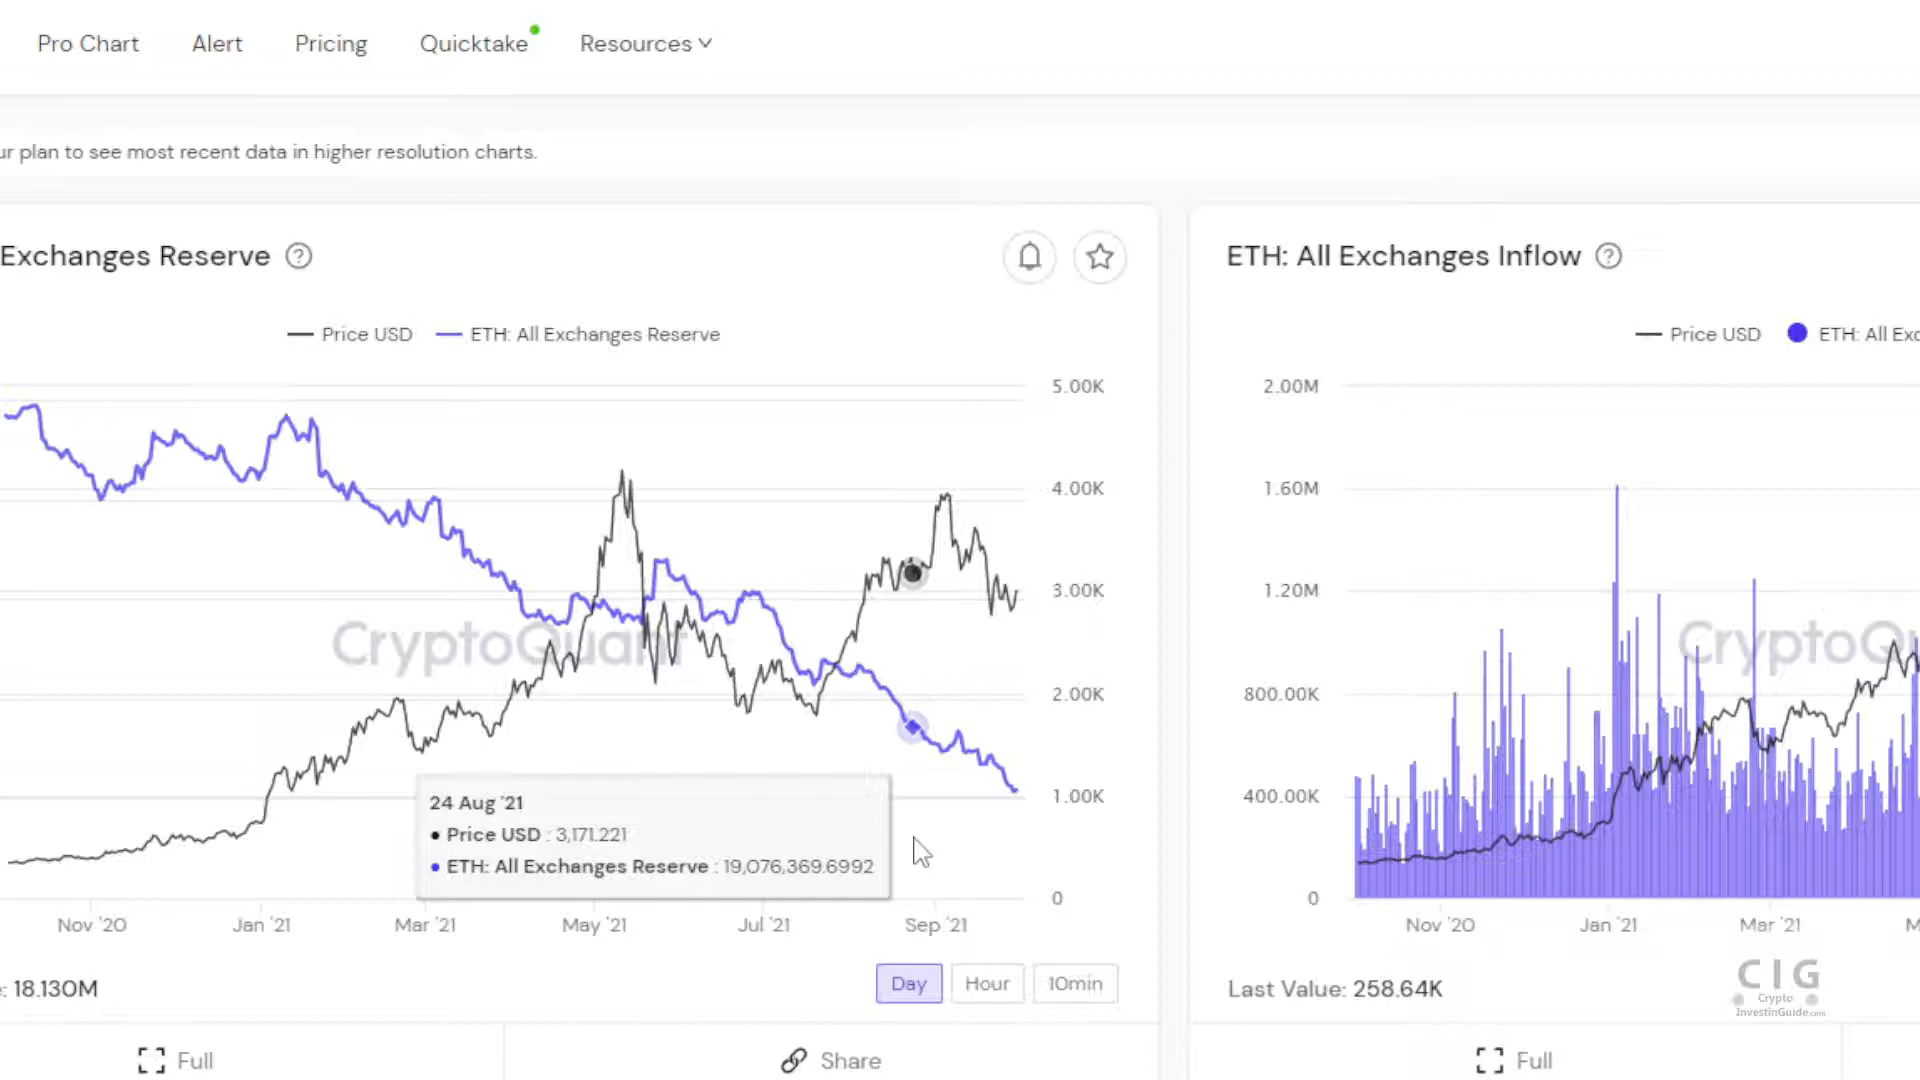 Pro Chart Alert Pricing Quicktake Resources
ur plan to see most recent data in higher resolution charts.
Exchanges Reserve ?
Price USD ETH: All Exchanges Reserve
5.00K
4.00K
3.00K
2.00K
1.00K
0
CryptoQuant
24 Aug '21
Price USD : 3,171.221
ETH: All Exchanges Reserve : 19,076,369.6992
Nov '20 Jan '21 Mar '21 May '21 Jul '21 Sep '21
: 18.130M
Day Hour 10min
Full Share
ETH: All Exchanges Inflow ?
Price USD ETH: All Exc
2.00M
1.60M
1.20M
800.00K
400.00K
0
CryptoQu
Nov '20 Jan '21 Mar '21 M
Last Value: 258.64K
CIG
Crypto
InvestinGuide.com
Full